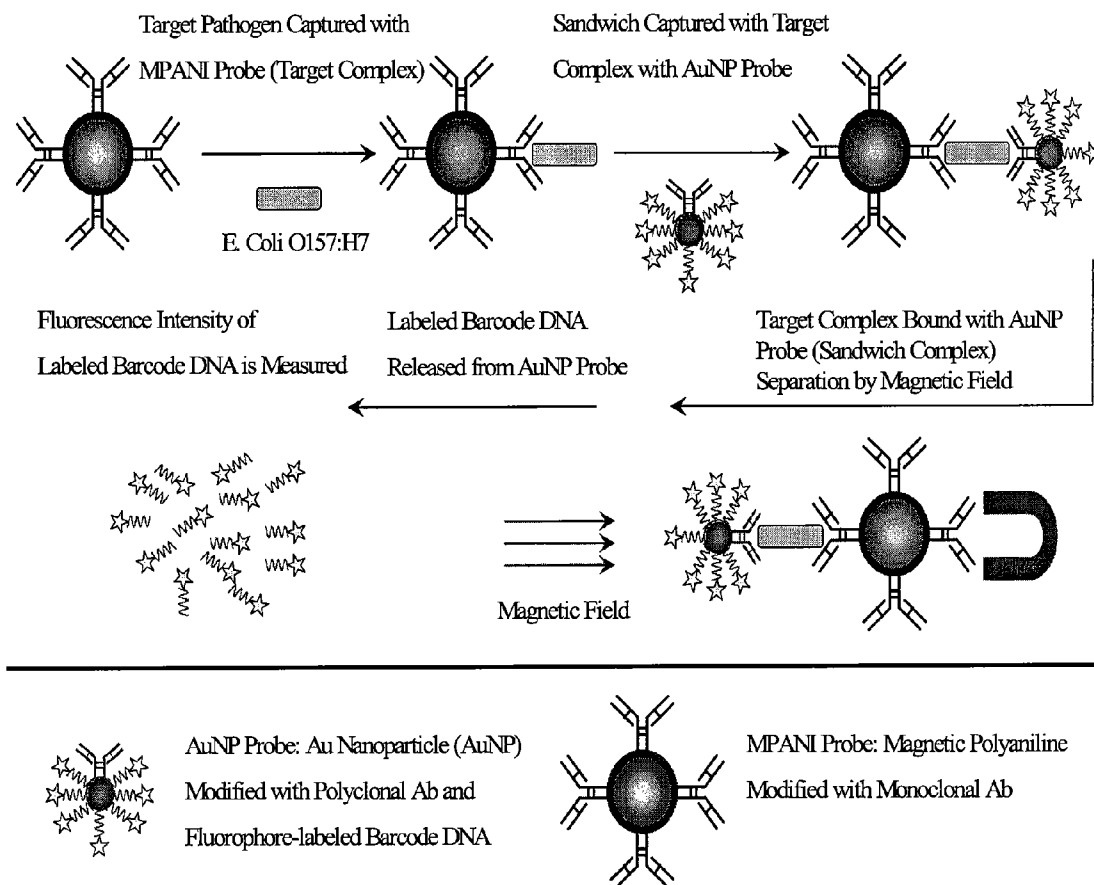 Target Pathogen Captured with
MPANI Probe (Target Complex)
Sandwich Captured with Target
Complex with AuNP Probe
E. Coli O157:H7
Fluorescence Intensity of
Labeled Barcode DNA is Measured
Labeled Barcode DNA
Released from AuNP Probe
Target Complex Bound with AuNP
Probe (Sandwich Complex)
Separation by Magnetic Field
Magnetic Field
AuNP Probe: Au Nanoparticle (AuNP)
Modified with Polyclonal Ab and
Fluorophore-labeled Barcode DNA
MPANI Probe: Magnetic Polyaniline
Modified with Monoclonal Ab